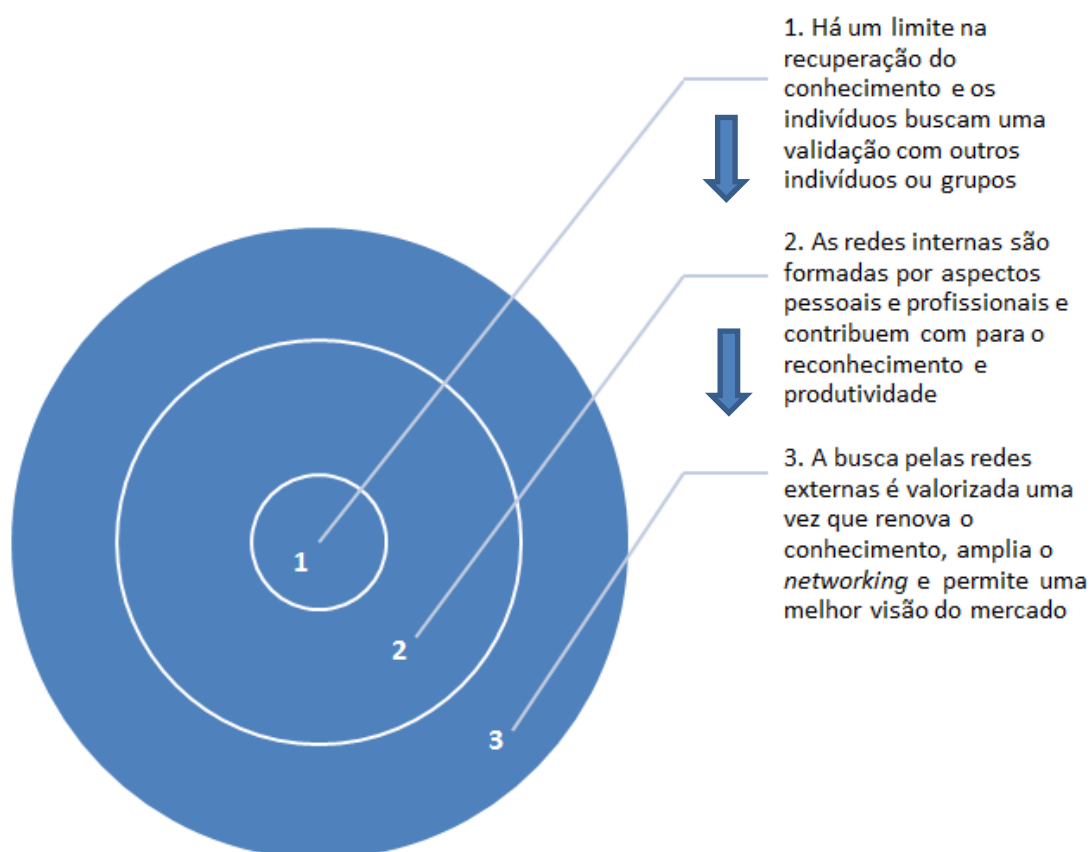 1. Há um limite na
recuperação do
conhecimento e os
indivíduos buscam uma
validação com outros
indivíduos ou grupos
2. As redes internas são
formadas por aspectos
pessoais e profissionais e
contribuem com para o
reconhecimento e
produtividade
3. A busca pelas redes
externas é valorizada uma
vez que renova o
conhecimento, amplia o
networking e permite uma
melhor visão do mercado
1
2
3